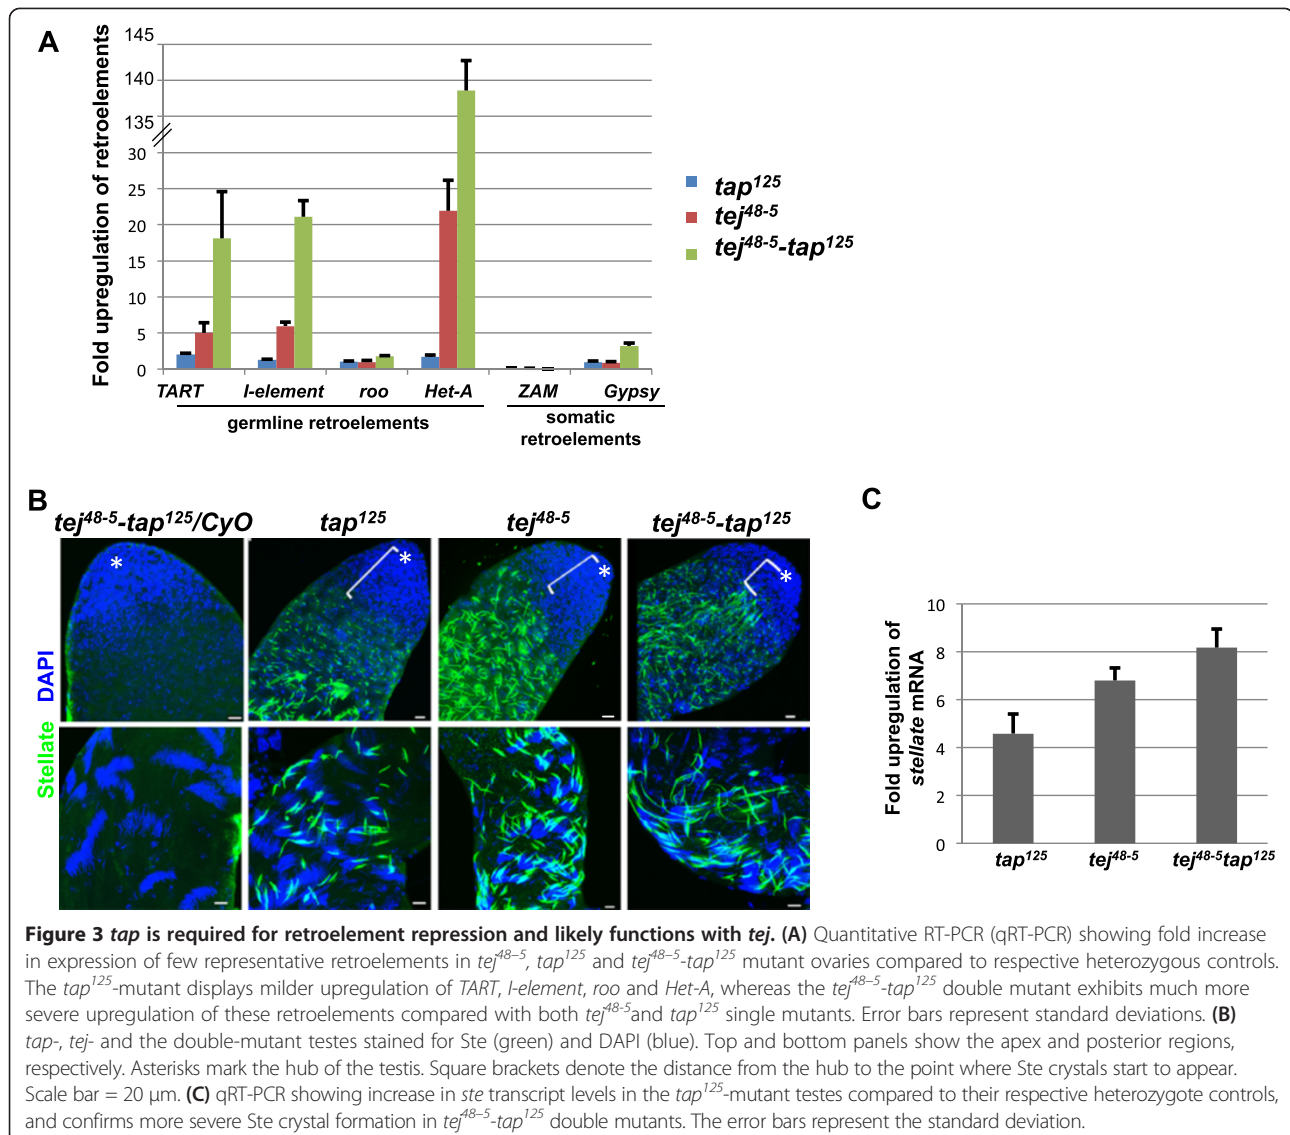 A
Fold upregulation of retroelements
145
140
135
30
25
20
15
10
5
0
TART I-element roo Het-A ZAM Gypsy
germline retroelements
somatic
retroelements
tap125
tej48-5
tej48-5-tap125
B
tej48-5-tap125/CyO tap125 tej48-5 tej48-5-tap125
* * * *
Stellate DAPI
C
Fold upregulation of
stellate mRNA
10
8
6
4
2
0
tap125 tej48-5 tej48-5tap125
Figure 3 tap is required for retroelement repression and likely functions with tej. (A) Quantitative RT-PCR (qRT-PCR) showing fold increase
in expression of few representative retroelements in tej48–5, tap125 and tej48–5-tap125 mutant ovaries compared to respective heterozygous controls.
The tap125-mutant displays milder upregulation of TART, I-element, roo and Het-A, whereas the tej48–5-tap125 double mutant exhibits much more
severe upregulation of these retroelements compared with both tej48-5and tap125 single mutants. Error bars represent standard deviations. (B)
tap-, tej- and the double-mutant testes stained for Ste (green) and DAPI (blue). Top and bottom panels show the apex and posterior regions,
respectively. Asterisks mark the hub of the testis. Square brackets denote the distance from the hub to the point where Ste crystals start to appear.
Scale bar = 20 μm. (C) qRT-PCR showing increase in ste transcript levels in the tap125-mutant testes compared to their respective heterozygote controls,
and confirms more severe Ste crystal formation in tej48–5-tap125 double mutants. The error bars represent the standard deviation.